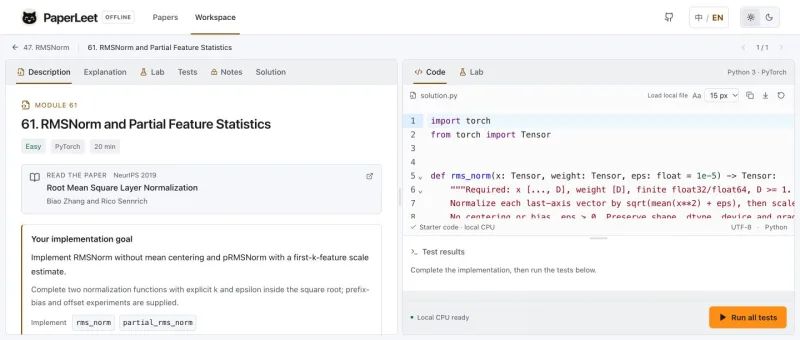 PaperLeet OFFLINE Papers Workspace 中 / EN
← 47. RMSNorm 61. RMSNorm and Partial Feature Statistics 1 / 1
Description Explanation Lab Tests Notes Solution
MODULE 61
61. RMSNorm and Partial Feature Statistics
Easy PyTorch 20 min
READ THE PAPER NeurIPS 2019
Root Mean Square Layer Normalization
Biao Zhang and Rico Sennrich
Your implementation goal
Implement RMSNorm without mean centering and pRMSNorm with a first-k-feature scale
estimate.
Complete two normalization functions with explicit k and epsilon inside the square root; prefix-
bias and offset experiments are supplied.
Implement rms_norm partial_rms_norm
Code Lab Python 3 · PyTorch
solution.py Load local file Aa 15 px
1 import torch
2 from torch import Tensor
3
4
5 def rms_norm(x: Tensor, weight: Tensor, eps: float = 1e-5) -> Tensor:
6 """Required: x [..., D], weight [D], finite float32/float64, D >= 1.
7 Normalize each last-axis vector by sqrt(mean(x**2) + eps), then scale
8 No centering or bias. eps > 0. Preserve shape, dtype, device and grad
Starter code · local CPU UTF-8 · Python
Test results
Complete the implementation, then run the tests below.
Local CPU ready Run all tests